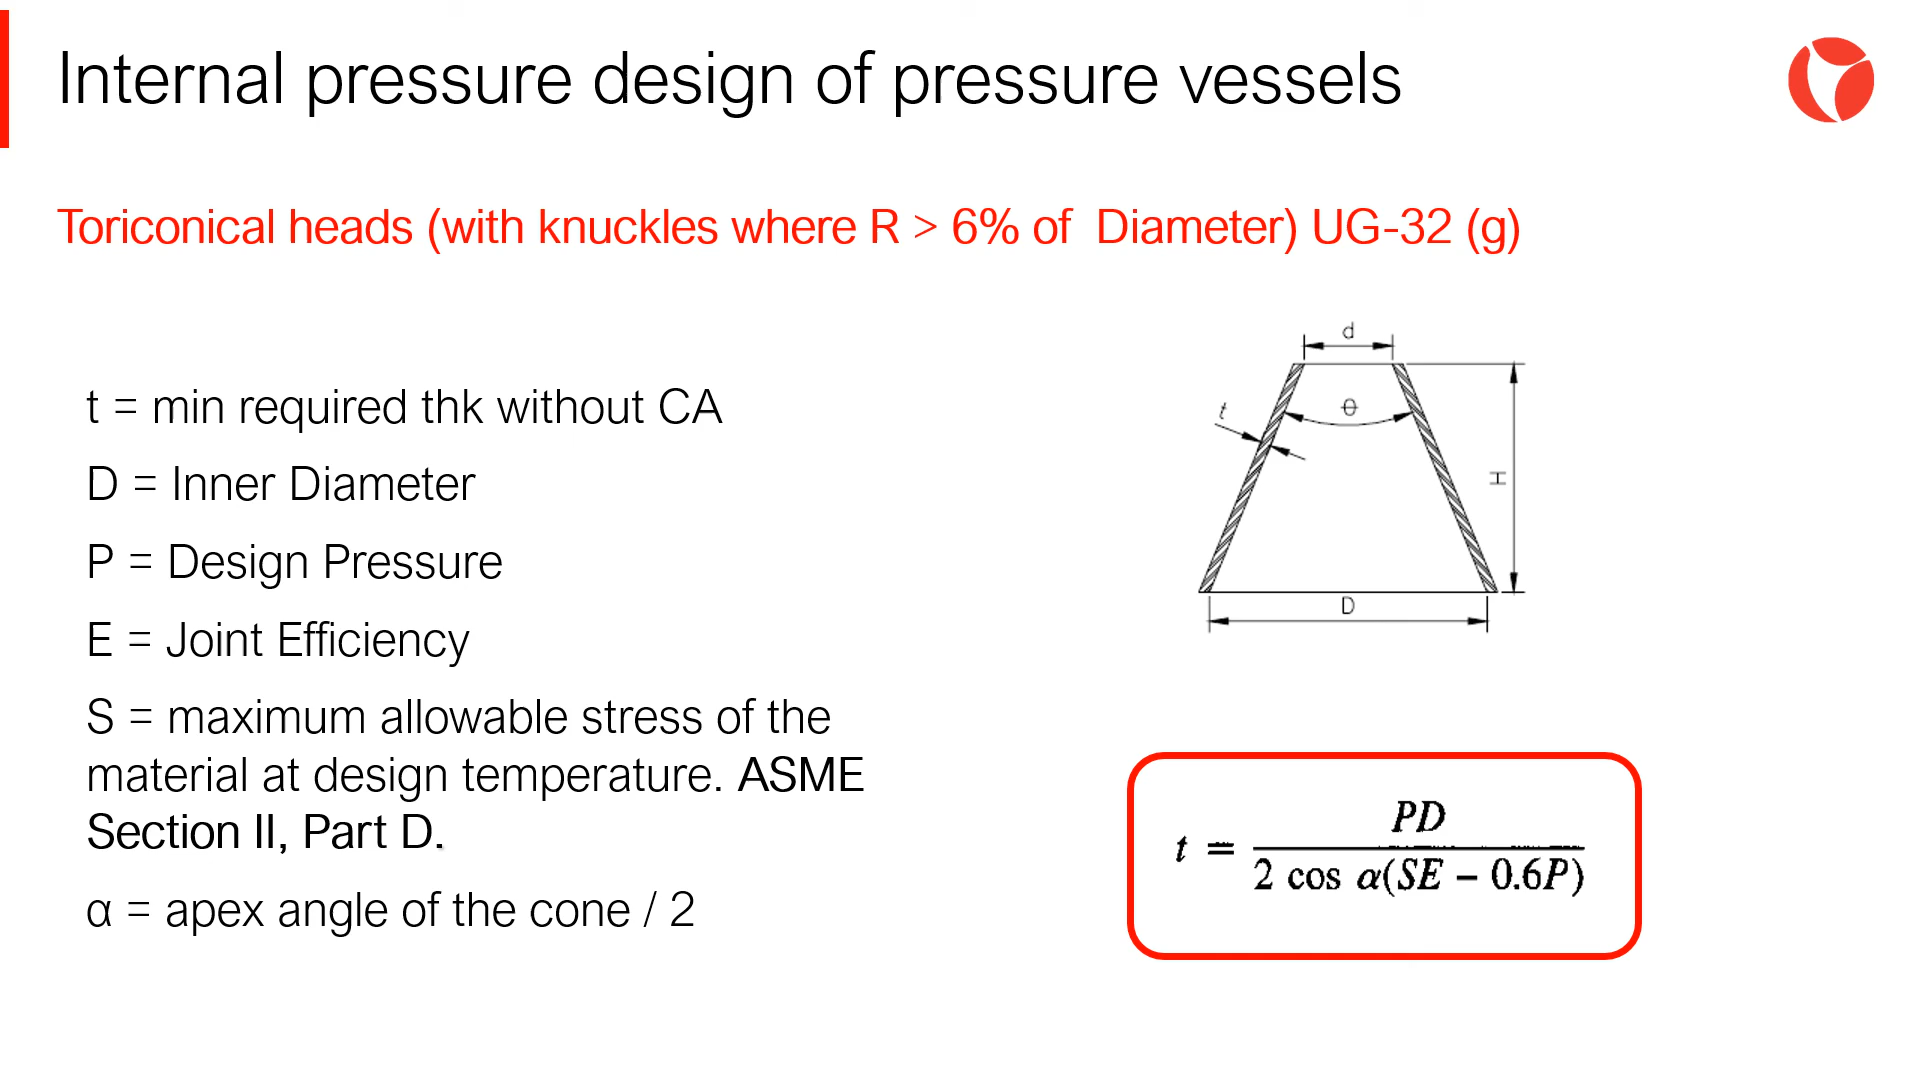 Internal pressure design of pressure vessels
Toriconical heads (with knuckles where R > 6% of Diameter) UG-32 (g)
t = min required thk without CA
D = Inner Diameter
P = Design Pressure
E = Joint Efficiency
S = maximum allowable stress of the
material at design temperature. ASME
Section II, Part D.
α = apex angle of the cone / 2
d
t
θ
H
D
t = PD / 2 cos α(SE − 0.6P)